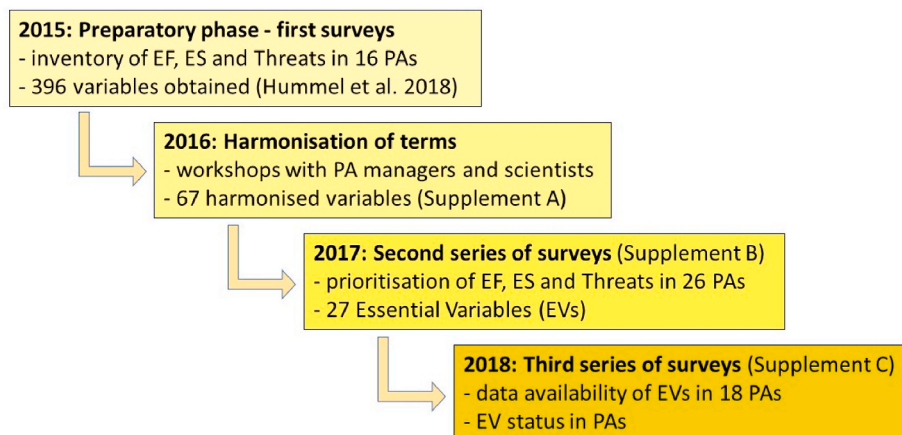 2015: Preparatory phase - first surveys
- inventory of EF, ES and Threats in 16 PAs
- 396 variables obtained (Hummel et al. 2018)
2016: Harmonisation of terms
- workshops with PA managers and scientists
- 67 harmonised variables (Supplement A)
2017: Second series of surveys (Supplement B)
- prioritisation of EF, ES and Threats in 26 PAs
- 27 Essential Variables (EVs)
2018: Third series of surveys (Supplement C)
- data availability of EVs in 18 PAs
- EV status in PAs